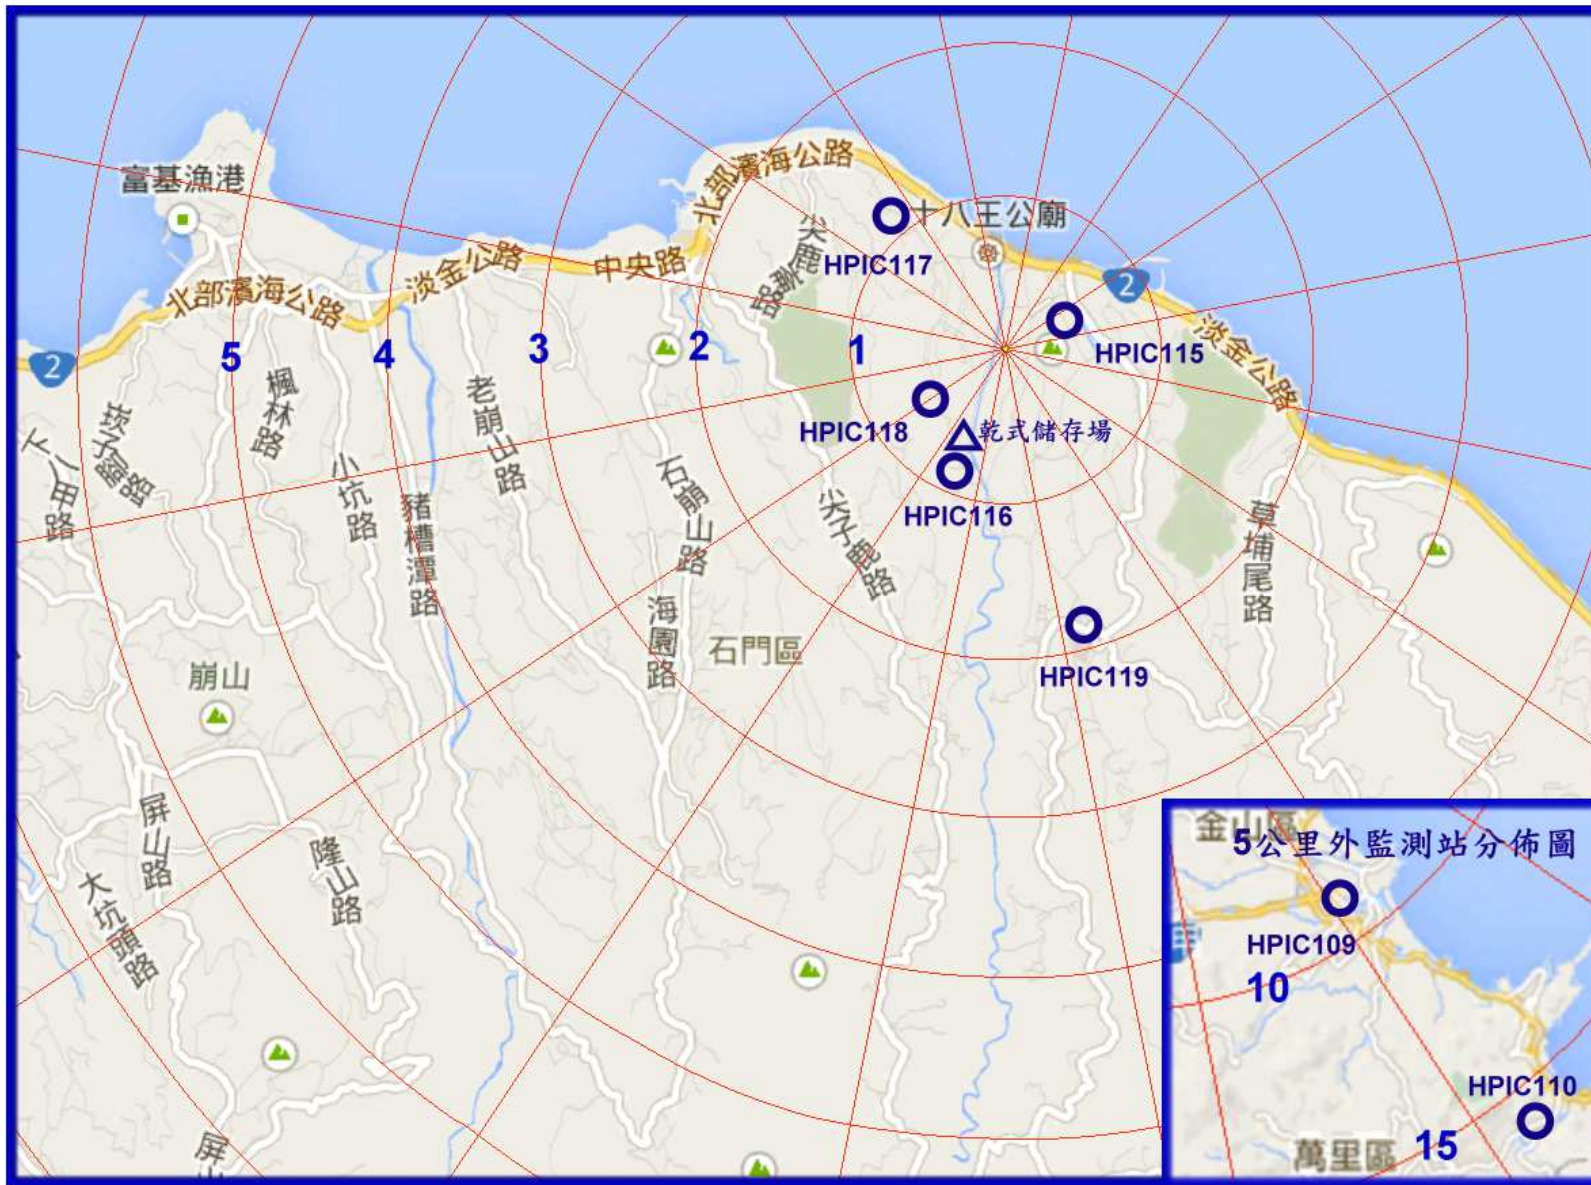 富基漁港
北部濱海公路
十八王公廟
尖鹿
HPIC117
2
淡金公路
中央路
北部濱海公路
淡金公路
HPIC115
5
4
3
2
1
2
楓林路
老崩山路
HPIC118
乾式儲存場
下八甲路
小坑路
豬槽潭路
石崩山路
尖子鹿路
HPIC116
草埔尾路
海園路
石門區
HPIC119
崩山
屏山路
隆山路
大坑頭路
屏山
金山區
5公里外監測站分佈圖
HPIC109
10
HPIC110
萬里區
15